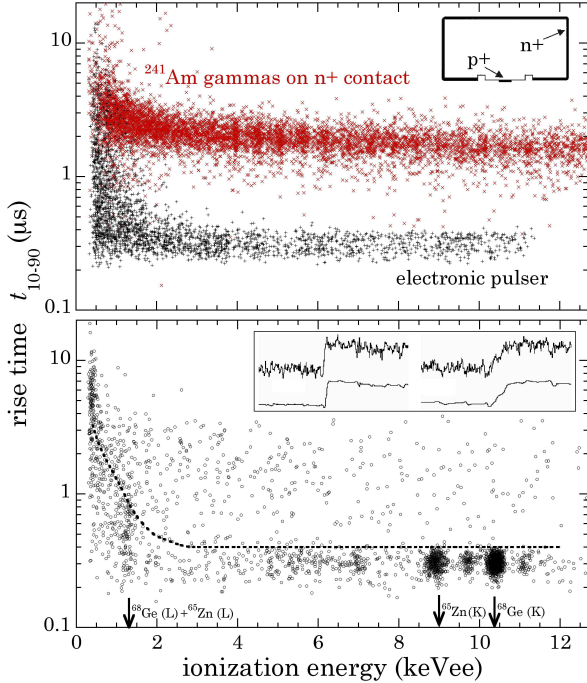 10
1
0.1
²⁴¹Am gammas on n+ contact
n+
p+
electronic pulser
rise time t₁₀₋₉₀ (µs)
10
1
0.1
⁶⁸Ge (L) + ⁶⁵Zn (L)
⁶⁵Zn(K)
⁶⁸Ge (K)
0 2 4 6 8 10 12
ionization energy (keVee)